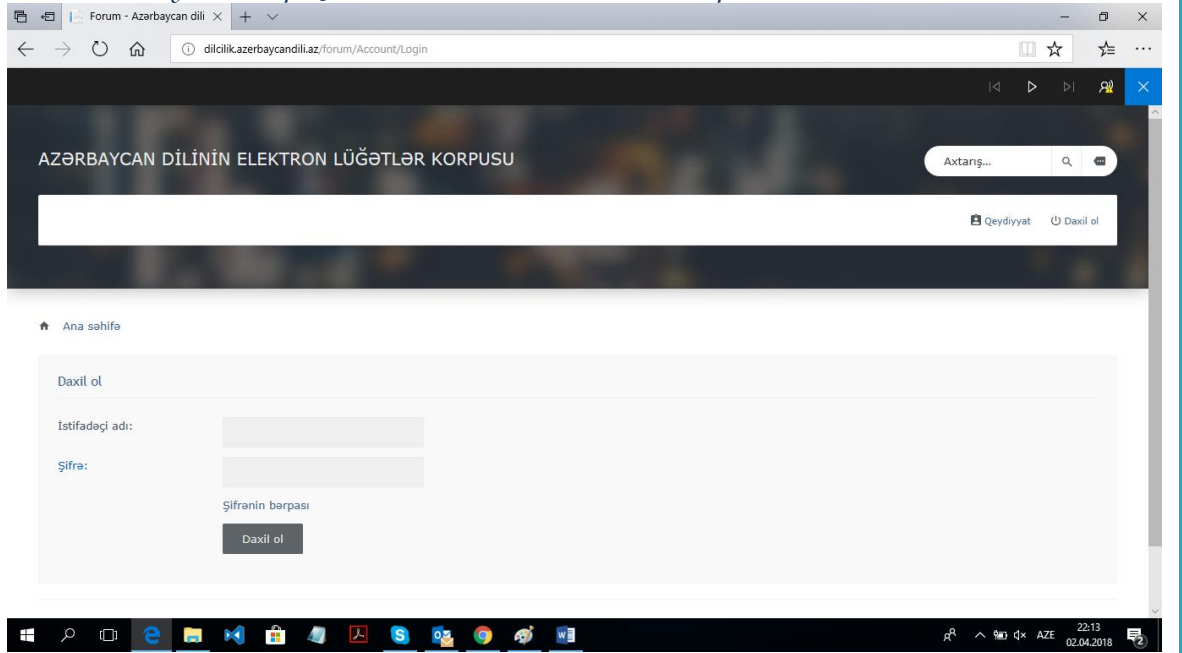 Forum - Azərbaycan dili
dilcilik.azerbaycandili.az/forum/Account/Login
AZƏRBAYCAN DİLİNİN ELEKTRON LÜĞƏTLƏR KORPUSU
Axtarış...
Qeydiyyat
Daxil ol
Ana səhifə
Daxil ol
İstifadəçi adı:
Şifrə:
Şifrənin bərpası
Daxil ol
AZE
22:13
02.04.2018
2